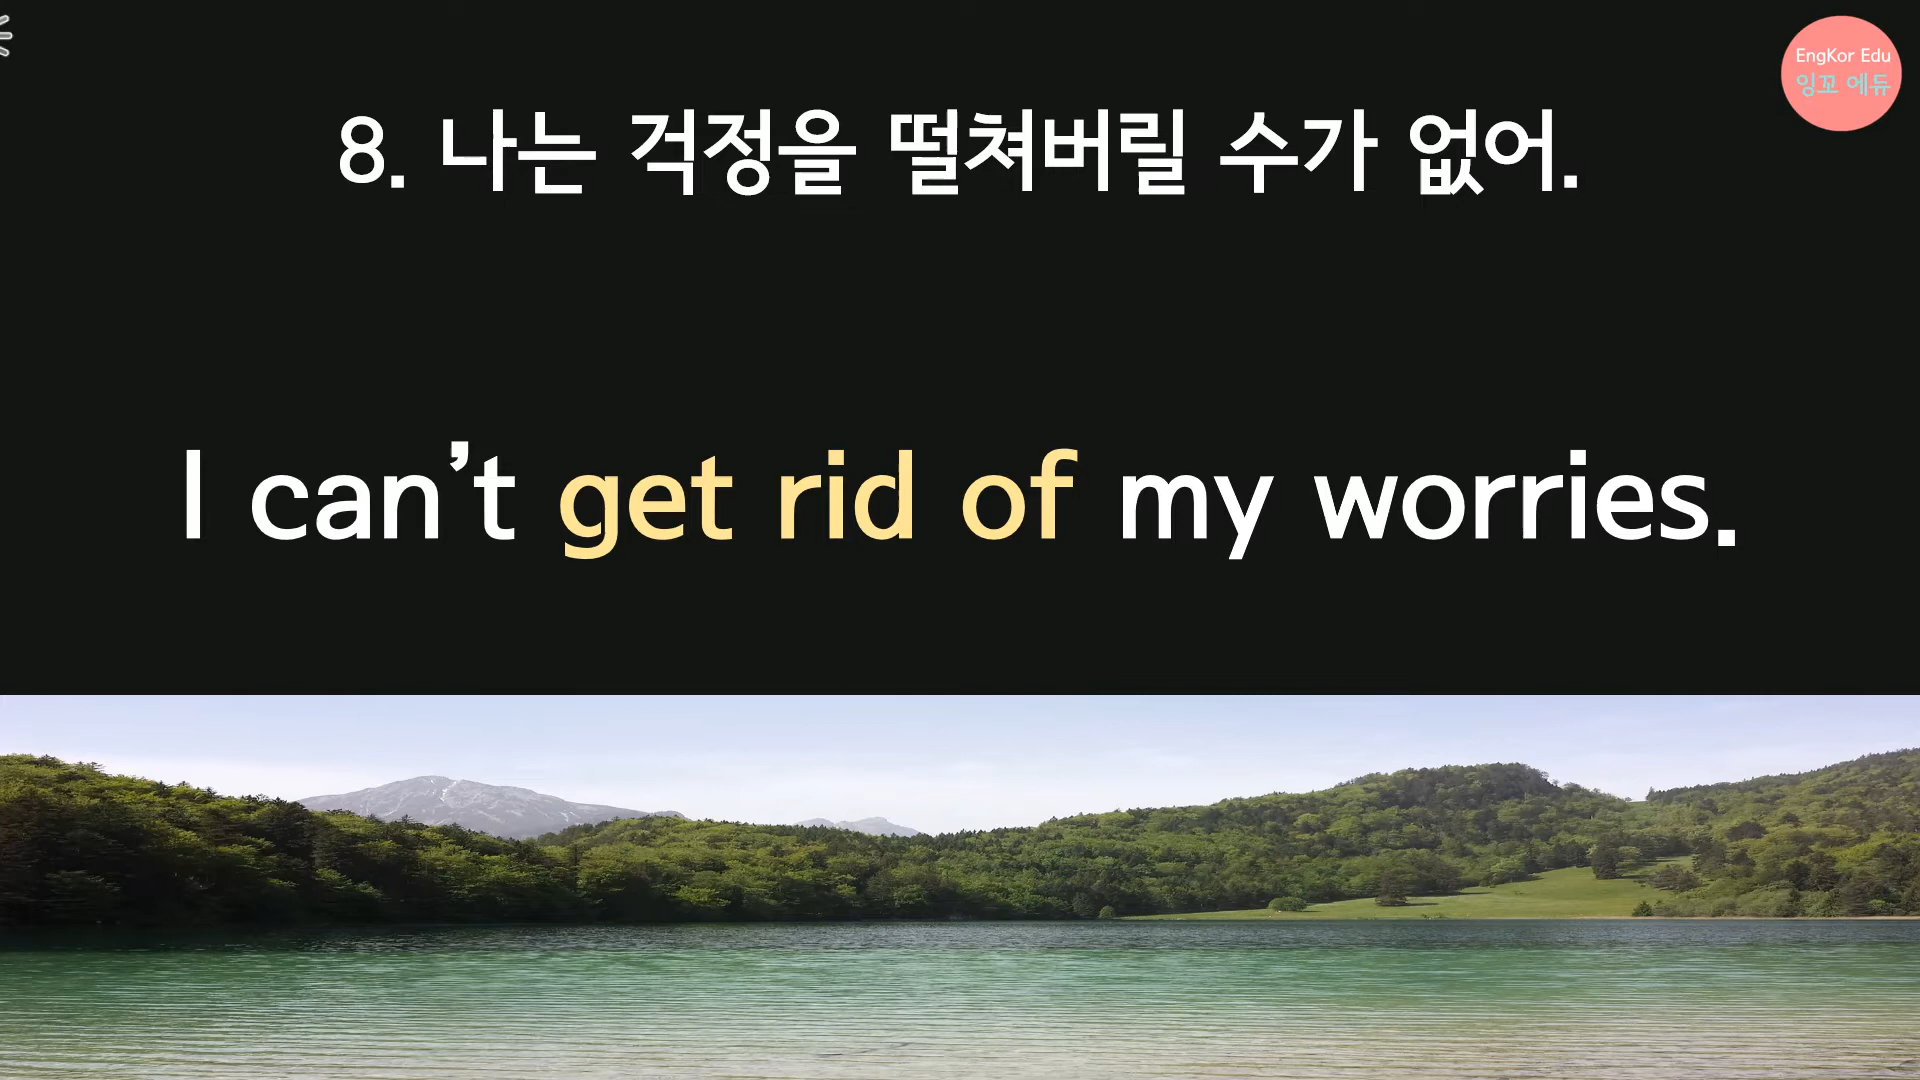 EngKor Edu
잉꼬 에듀
8. 나는 걱정을 떨쳐버릴 수가 없어.
I can’t get rid of my worries.